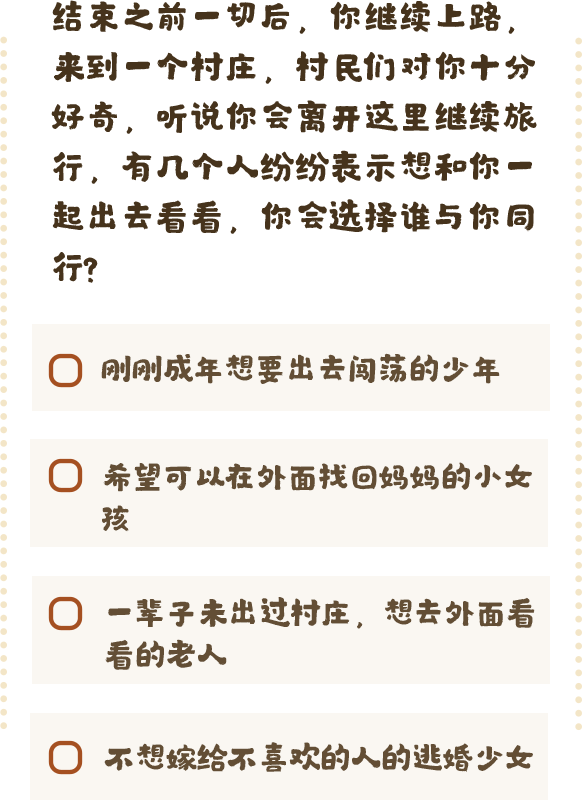 结束之前一切后，你继续上路，
来到一个村庄，村民们对你十分
好奇，听说你会离开这里继续旅
行，有几个人纷纷表示想和你一
起出去看看，你会选择谁与你同
行?
刚刚成年想要出去闯荡的少年
希望可以在外面找回妈妈的小女
孩
一辈子未出过村庄，想去外面看
看的老人
不想嫁给不喜欢的人的逃婚少女